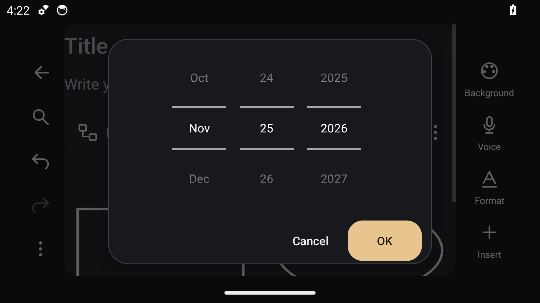 4:22
Title
Write y
Oct 24 2025
Nov 25 2026
Dec 26 2027
Cancel OK
Background
Voice
Format
Insert